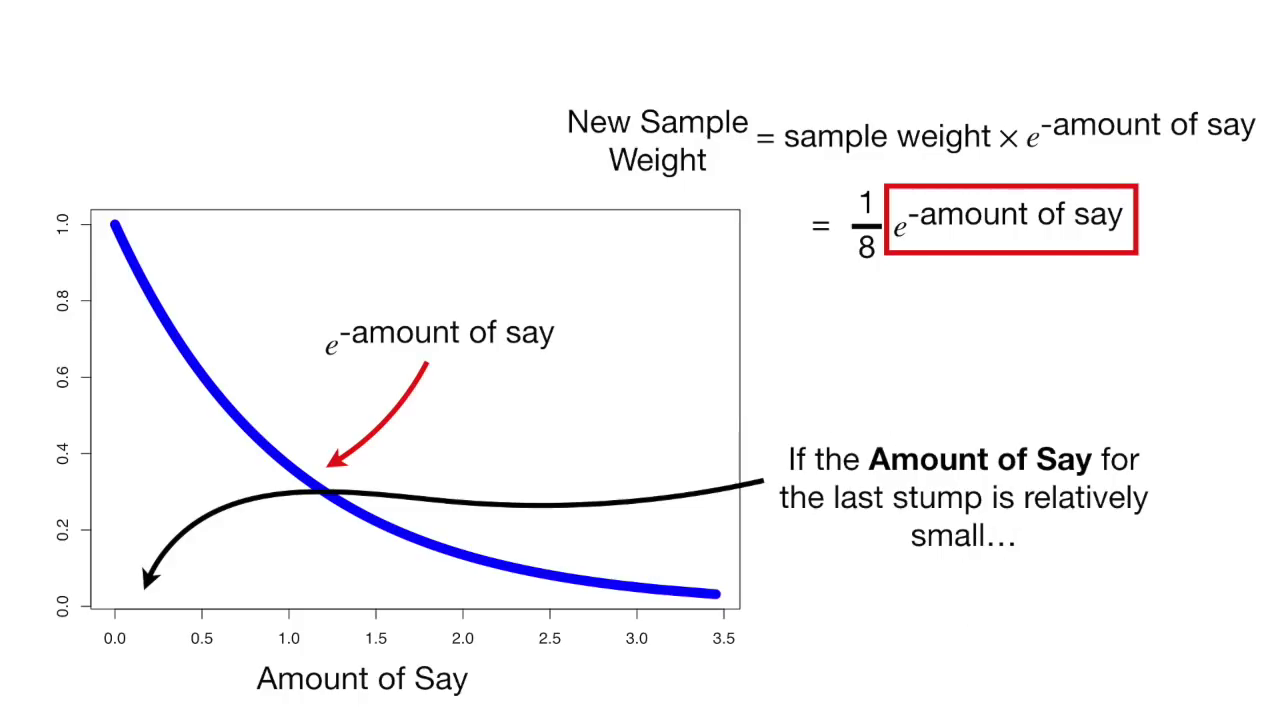 New Sample
Weight
= sample weight × e^-amount of say
= 1/8 e^-amount of say
1.0
0.8
0.6
0.4
0.2
0.0
e^-amount of say
If the Amount of Say for
the last stump is relatively
small…
0.0 0.5 1.0 1.5 2.0 2.5 3.0 3.5
Amount of Say